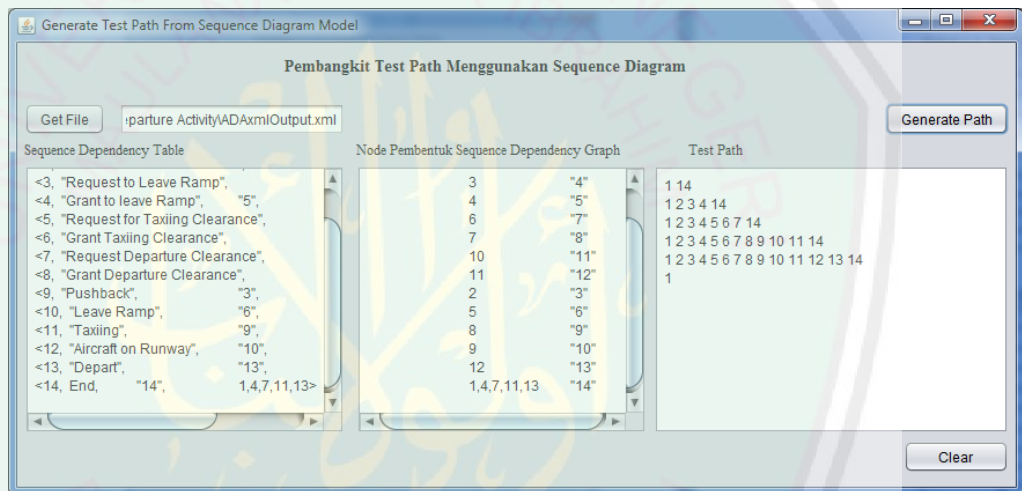 Generate Test Path From Sequence Diagram Model
Pembangkit Test Path Menggunakan Sequence Diagram
Get File
parture Activity\ADAxmlOutput.xml
Generate Path
Sequence Dependency Table
<3, "Request to Leave Ramp",
<4, "Grant to leave Ramp", "5",
<5, "Request for Taxiing Clearance",
<6, "Grant Taxiing Clearance",
<7, "Request Departure Clearance",
<8, "Grant Departure Clearance",
<9, "Pushback", "3",
<10, "Leave Ramp", "6",
<11, "Taxiing", "9",
<12, "Aircraft on Runway", "10",
<13, "Depart", "13",
<14, End, "14", 1,4,7,11,13>
Node Pembentuk Sequence Dependency Graph
3 "4"
4 "5"
6 "7"
7 "8"
10 "11"
11 "12"
2 "3"
5 "6"
8 "9"
9 "10"
12 "13"
1,4,7,11,13 "14"
Test Path
1 14
1 2 3 4 14
1 2 3 4 5 6 7 14
1 2 3 4 5 6 7 8 9 10 11 14
1 2 3 4 5 6 7 8 9 10 11 12 13 14
1
Clear